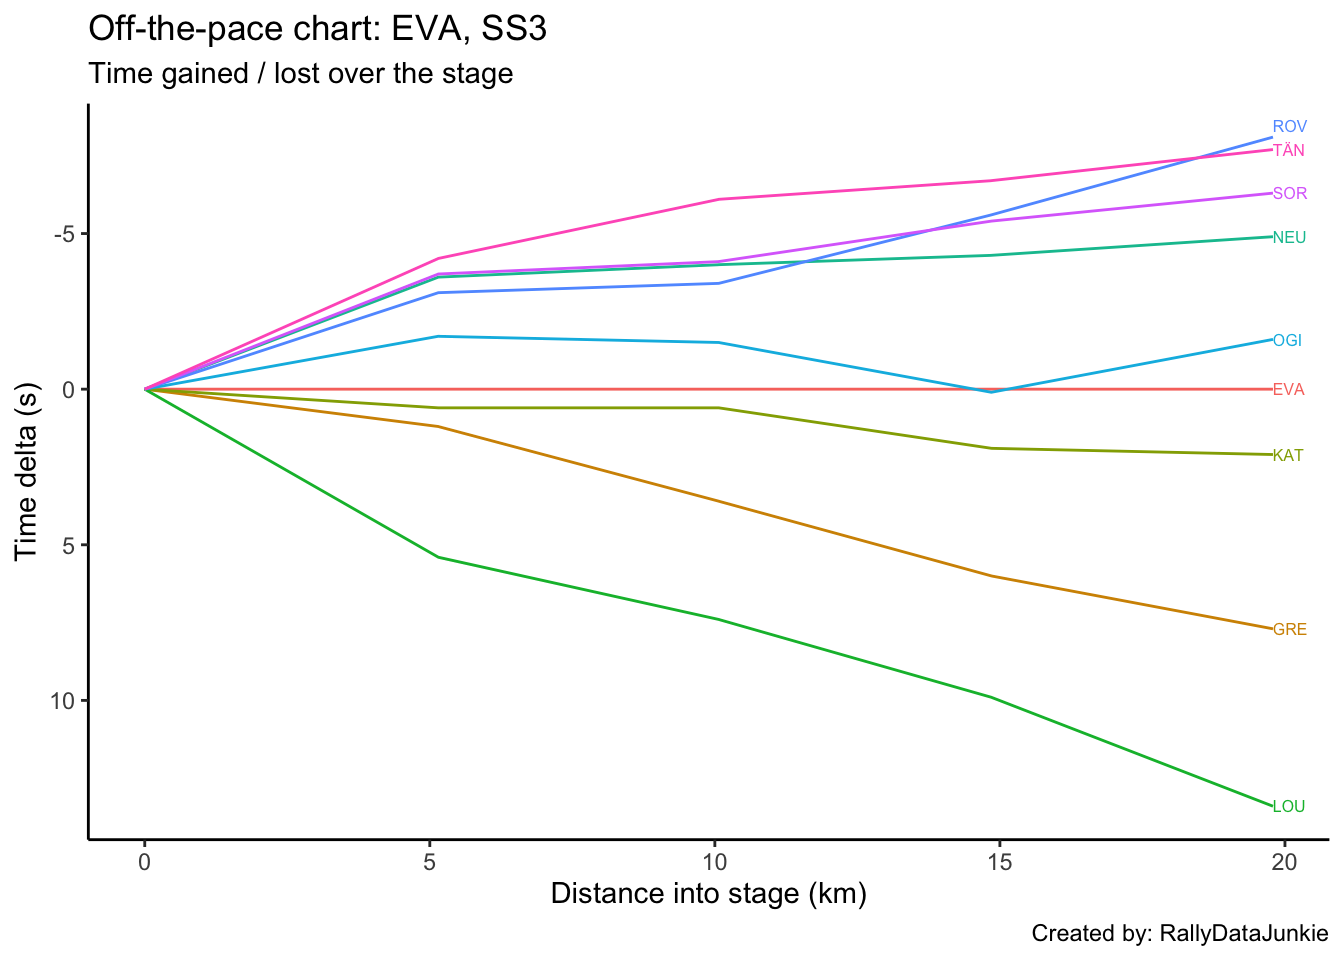 Off-the-pace chart: EVA, SS3
Time gained / lost over the stage
ROV
TÄN
SOR
-5
NEU
OGI
0
EVA
KAT
Time delta (s)
5
GRE
10
LOU
0 5 10 15 20
Distance into stage (km)
Created by: RallyDataJunkie